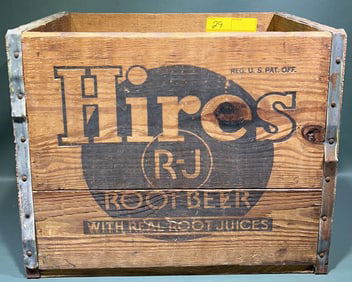 29
Hires
REG. U.S. PAT. OFF.
R-J
ROOT BEER
WITH REAL ROOT JUICES